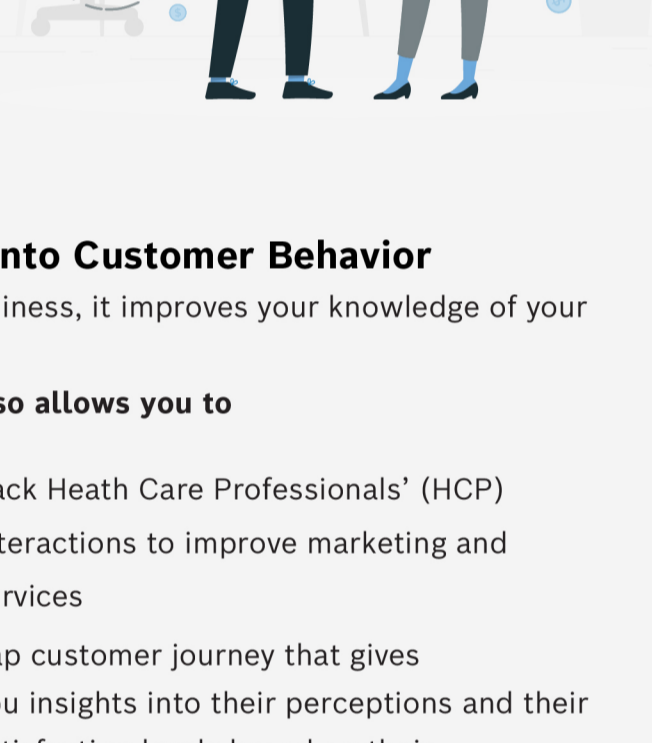 nto Customer Behavior
iness, it improves your knowledge of your
so allows you to
ack Heath Care Professionals’ (HCP)
teractions to improve marketing and
rvices
ap customer journey that gives
ou insights into their perceptions and their